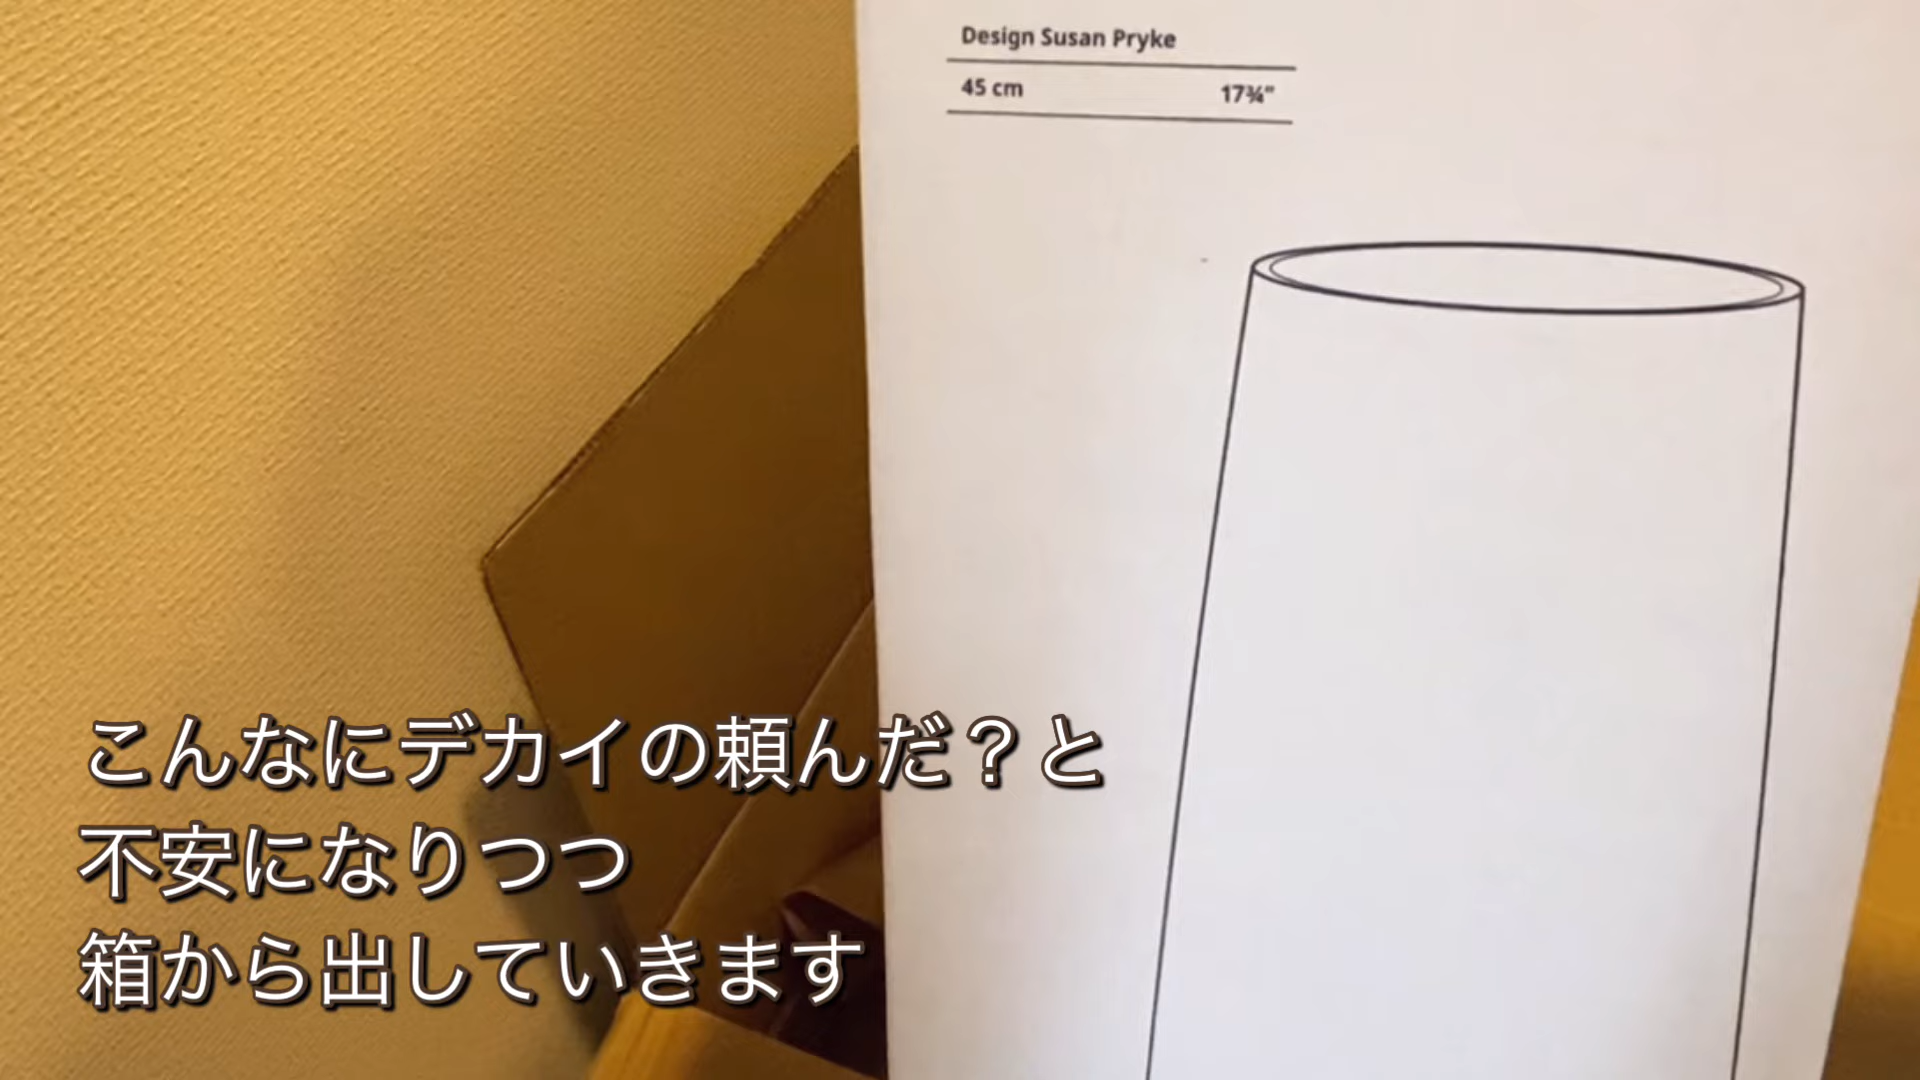 Design Susan Pryke
45 cm 17¾"
こんなにデカイの頼んだ？と
不安になりつつ
箱から出していきます